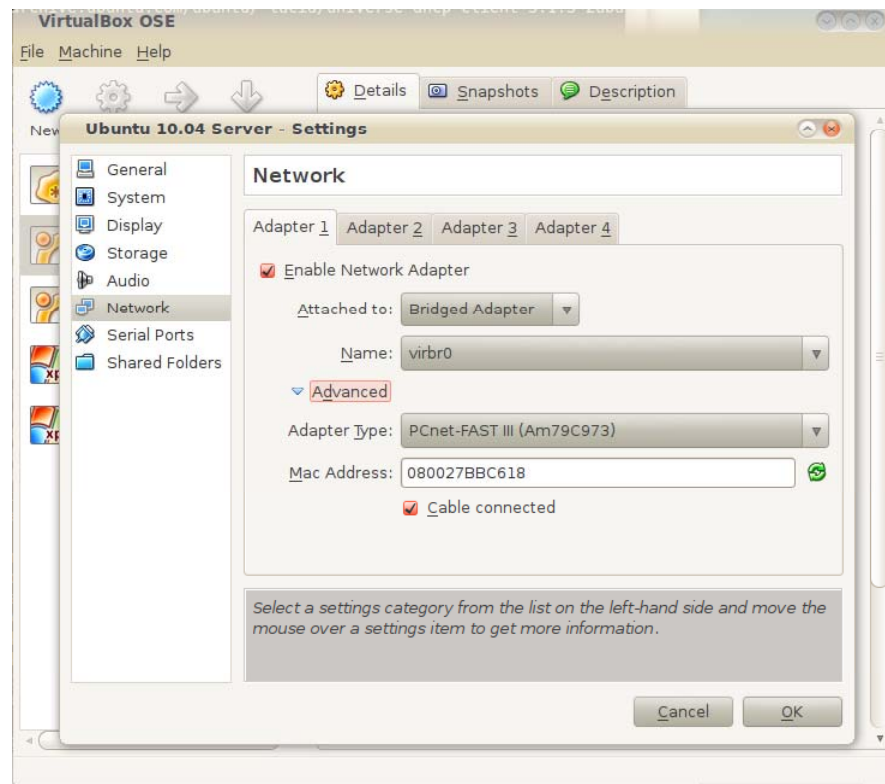 VirtualBox OSE
File Machine Help
New
Details Snapshots Description
Ubuntu 10.04 Server - Settings
General
System
Display
Storage
Audio
Network
Serial Ports
Shared Folders
Network
Adapter 1 Adapter 2 Adapter 3 Adapter 4
Enable Network Adapter
Attached to: Bridged Adapter
Name: virbr0
Advanced
Adapter Type: PCnet-FAST III (Am79C973)
Mac Address: 080027BBC618
Cable connected
Select a settings category from the list on the left-hand side and move the
mouse over a settings item to get more information.
Cancel OK
xp
xp